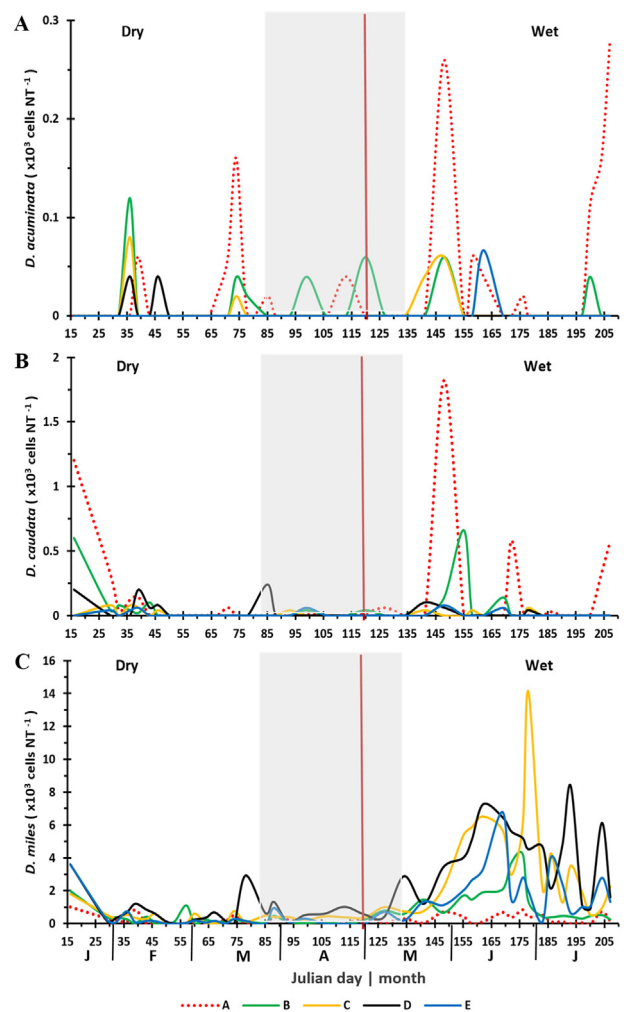 A
Dry
Wet
D. acuminata ( x10³ cells NT ⁻¹ )
0.3
0.2
0.1
0
15 25 35 45 55 65 75 85 95 105 115 125 135 145 155 165 175 185 195 205
B
Dry
Wet
D. caudata ( x10³ cells NT ⁻¹ )
2
1.5
1
0.5
0
15 25 35 45 55 65 75 85 95 105 115 125 135 145 155 165 175 185 195 205
C
Dry
Wet
D. miles ( x10³ cells NT ⁻¹ )
16
14
12
10
8
6
4
2
0
15 25 35 45 55 65 75 85 95 105 115 125 135 145 155 165 175 185 195 205
J F M A M J J
Julian day | month
A B C D E